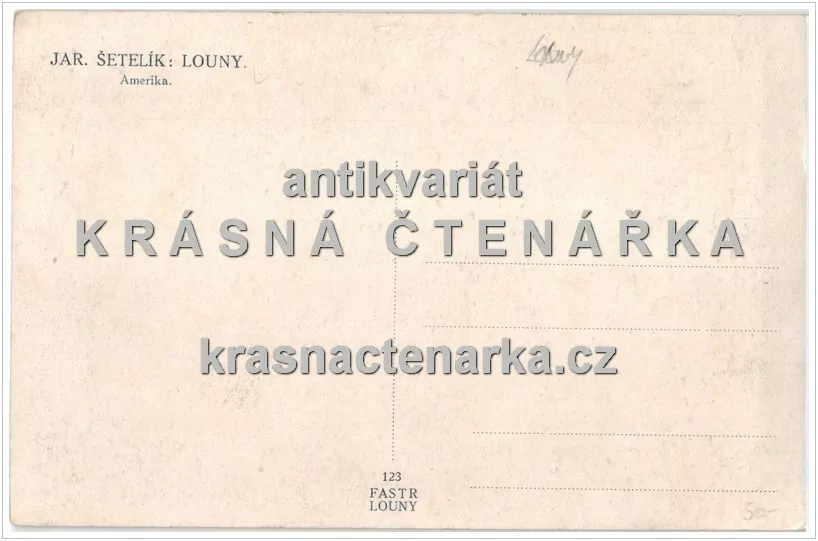 JAR. ŠETELÍK: LOUNY.
Amerika.
Louny
antikvariát
KRÁSNÁ ČTENÁŘKA
krasnactenarka.cz
123
FASTR
LOUNY
50-